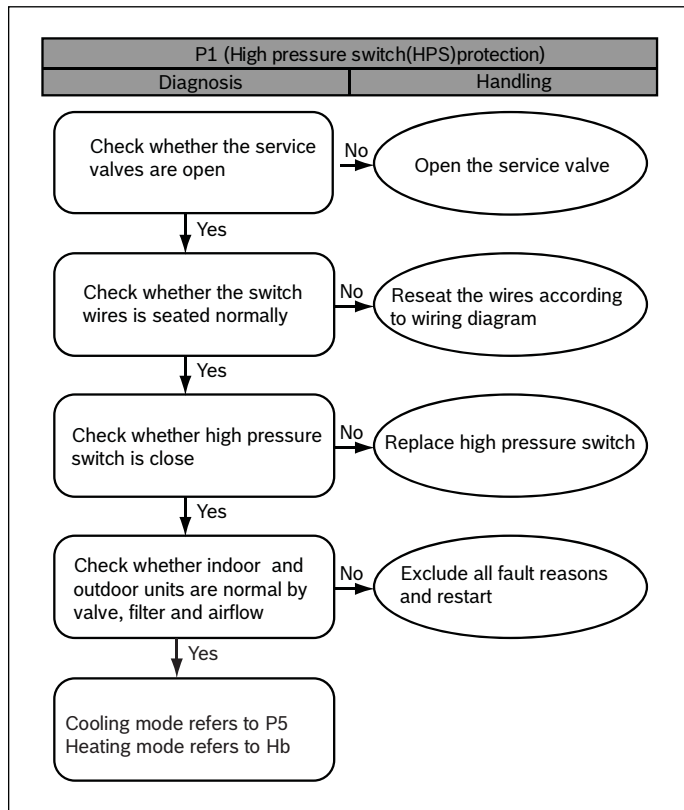 P1 (High pressure switch(HPS)protection)
Diagnosis
Handling
Check whether the service
valves are open
No
Open the service valve
Yes
Check whether the switch
wires is seated normally
No
Reseat the wires according
to wiring diagram
Yes
Check whether high pressure
switch is close
No
Replace high pressure switch
Yes
Check whether indoor and
outdoor units are normal by
valve, filter and airflow
No
Exclude all fault reasons
and restart
Yes
Cooling mode refers to P5
Heating mode refers to Hb